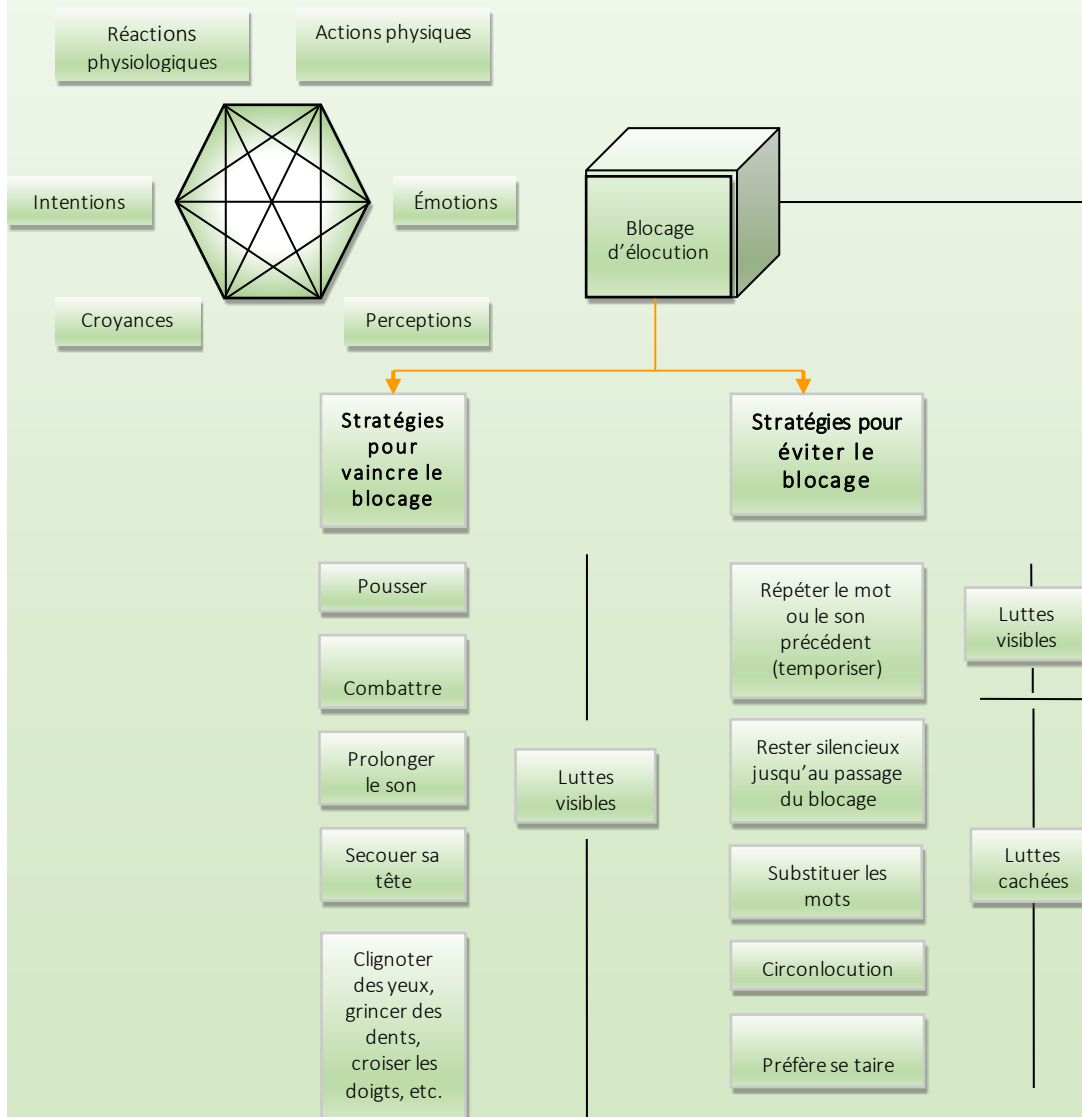 Réactions
physiologiques
Actions physiques
Intentions
Émotions
Croyances
Perceptions
Blocage
d'élocution
Stratégies
pour
vaincre le
blocage
Pousser
Combattre
Prolonger
le son
Secouer sa
tête
Clignoter
des yeux,
grincer des
dents,
croiser les
doigts, etc.
Luttes
visibles
Stratégies pour
éviter le
blocage
Répéter le mot
ou le son
précédent
(temporiser)
Rester silencieux
jusqu'au passage
du blocage
Substituer les
mots
Circonlocution
Préfère se taire
Luttes
visibles
Luttes
cachées